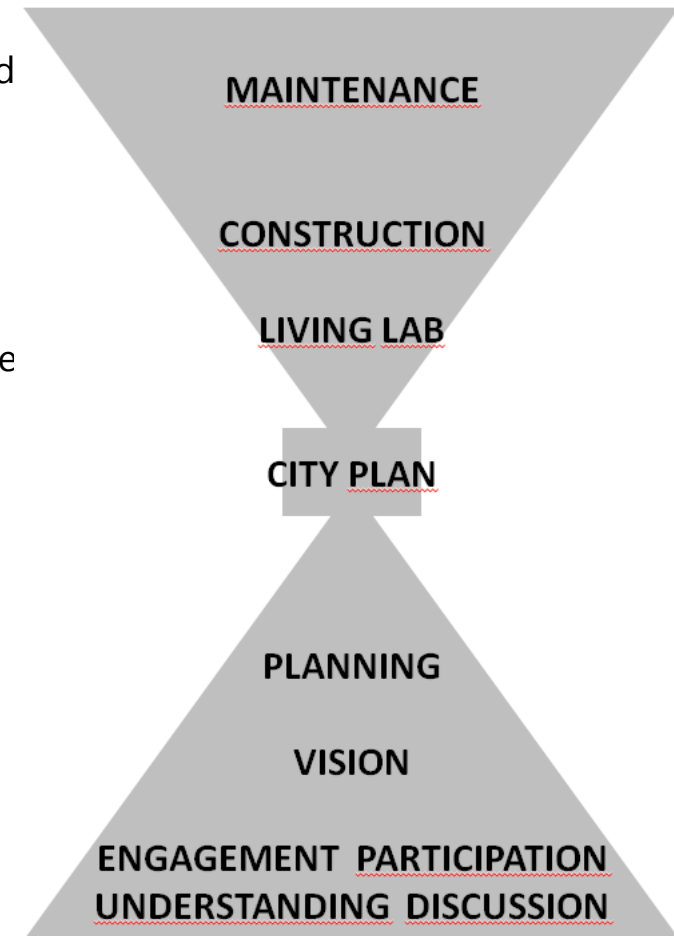 d
MAINTENANCE
CONSTRUCTION
LIVING LAB
e
CITY PLAN
PLANNING
VISION
ENGAGEMENT PARTICIPATION
UNDERSTANDING DISCUSSION